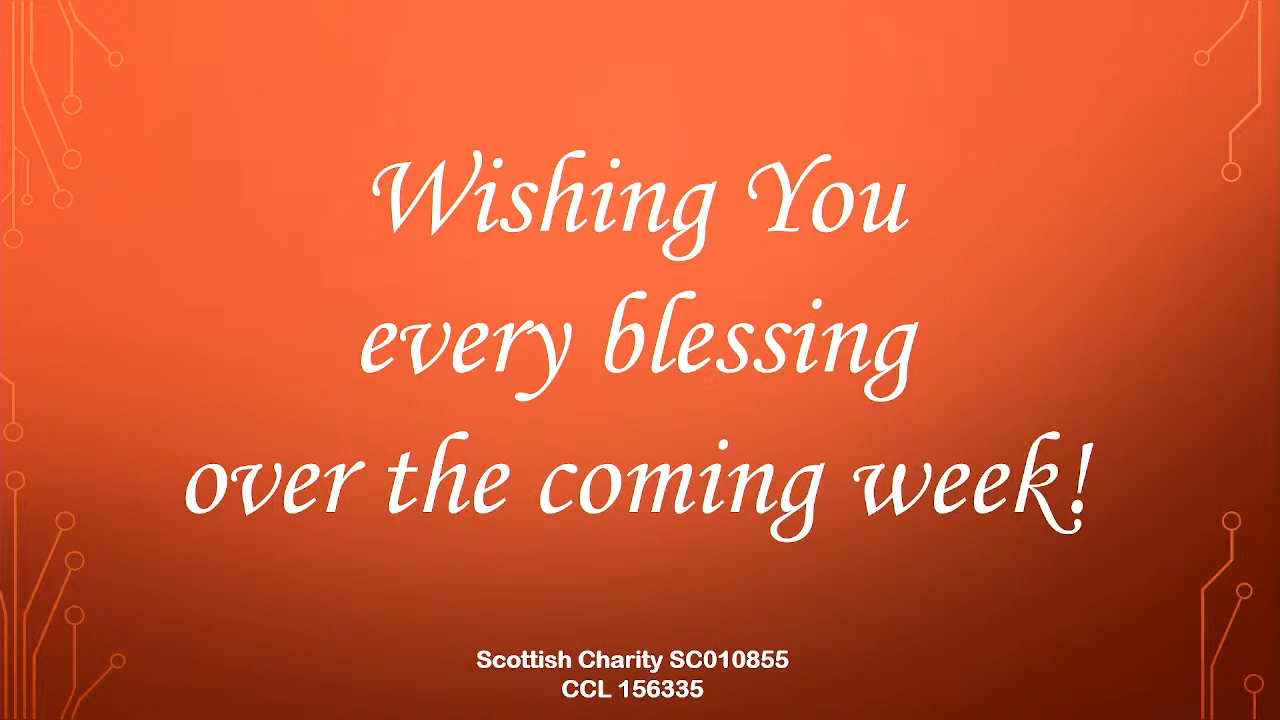 Wishing You
every blessing
over the coming week!
Scottish Charity SC010855
CCL 156335